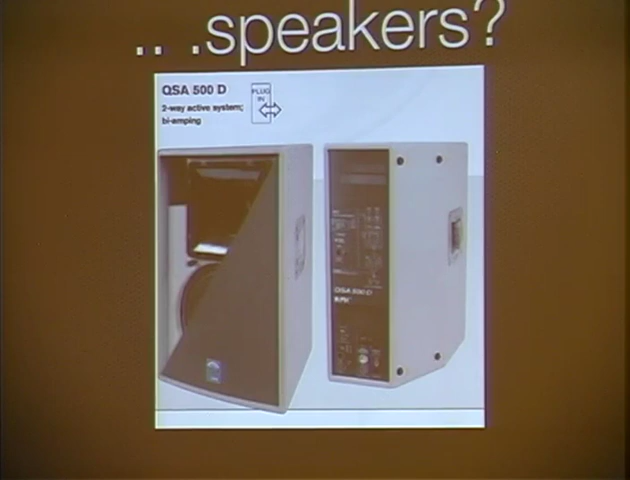 ...speakers?
QSA 500 D
2-way active system;
bi-amping
PLUG
IN
QSA 500 D